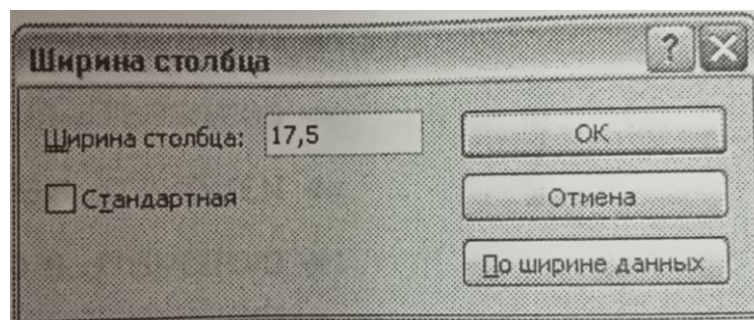 Ширина столбца
Ширина столбца: 17,5
ОК
Стандартная
Отмена
По ширине данных